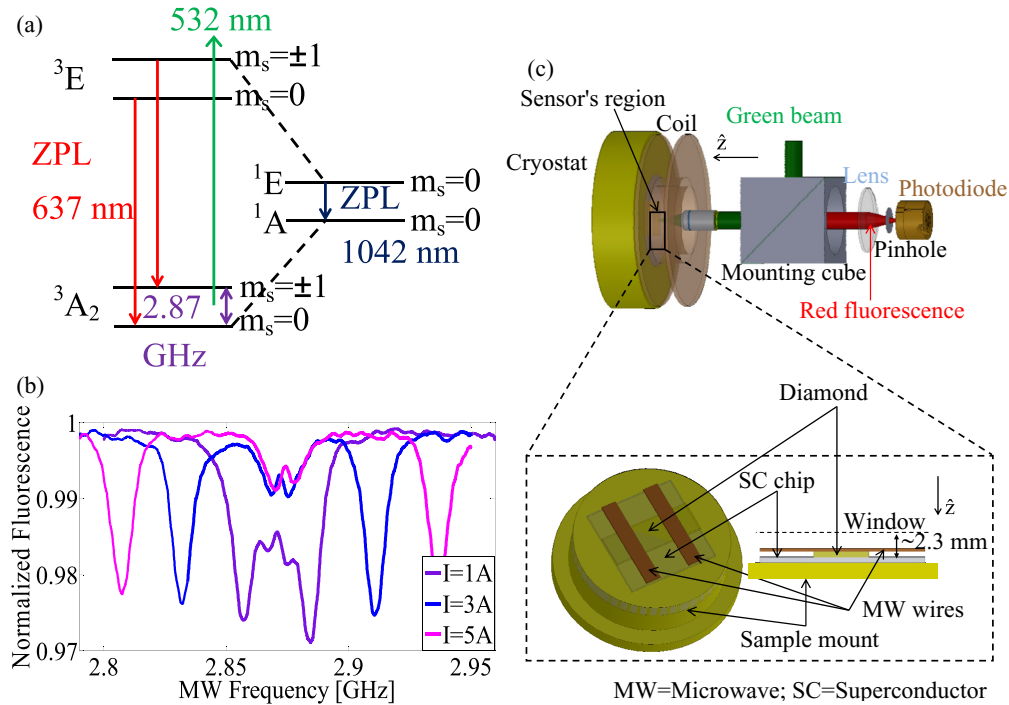 (a)
532 nm
³E
mₛ=±1
mₛ=0
ZPL
637 nm
¹E
mₛ=0
ZPL
¹A
mₛ=0
1042 nm
³A₂
mₛ=±1
2.87
mₛ=0
GHz
(b)
Normalized Fluorescence
1
0.99
0.98
0.97
I=1A
I=3A
I=5A
2.8
2.85
2.9
2.95
MW Frequency [GHz]
(c)
Sensor's region
Coil
Green beam
Cryostat
ẑ
Lens
Photodiode
Pinhole
Mounting cube
Red fluorescence
Diamond
SC chip
ẑ
Window
~2.3 mm
MW wires
Sample mount
MW=Microwave; SC=Superconductor